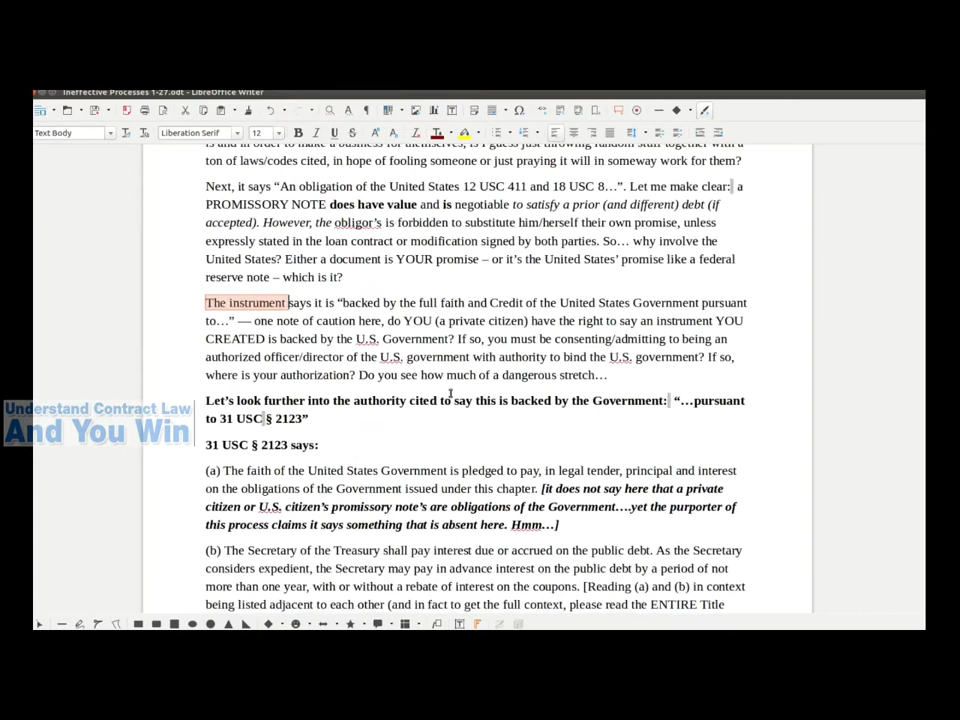 Ineffective Processes 1-27.odt - LibreOffice Writer
Text Body
Liberation Serif
12
is and in order to make a business for themselves, is I guess just throwing random stuff together with a
ton of laws/codes cited, in hope of fooling someone or just praying it will in someway work for them?
Next, it says “An obligation of the United States 12 USC 411 and 18 USC 8…”. Let me make clear: a
PROMISSORY NOTE does have value and is negotiable to satisfy a prior (and different) debt (if
accepted). However, the obligor’s is forbidden to substitute him/herself their own promise, unless
expressly stated in the loan contract or modification signed by both parties. So… why involve the
United States? Either a document is YOUR promise – or it’s the United States’ promise like a federal
reserve note – which is it?
The instrument says it is “backed by the full faith and Credit of the United States Government pursuant
to…” — one note of caution here, do YOU (a private citizen) have the right to say an instrument YOU
CREATED is backed by the U.S. Government? If so, you must be consenting/admitting to being an
authorized officer/director of the U.S. government with authority to bind the U.S. government? If so,
where is your authorization? Do you see how much of a dangerous stretch…
Let’s look further into the authority cited to say this is backed by the Government: “…pursuant
to 31 USC § 2123”
Understand Contract Law
And You Win
31 USC § 2123 says:
(a) The faith of the United States Government is pledged to pay, in legal tender, principal and interest
on the obligations of the Government issued under this chapter. [it does not say here that a private
citizen or U.S. citizen’s promissory note’s are obligations of the Government….yet the purporter of
this process claims it says something that is absent here. Hmm…]
(b) The Secretary of the Treasury shall pay interest due or accrued on the public debt. As the Secretary
considers expedient, the Secretary may pay in advance interest on the public debt by a period of not
more than one year, with or without a rebate of interest on the coupons. [Reading (a) and (b) in context
being listed adjacent to each other (and in fact to get the full context, please read the ENTIRE Title